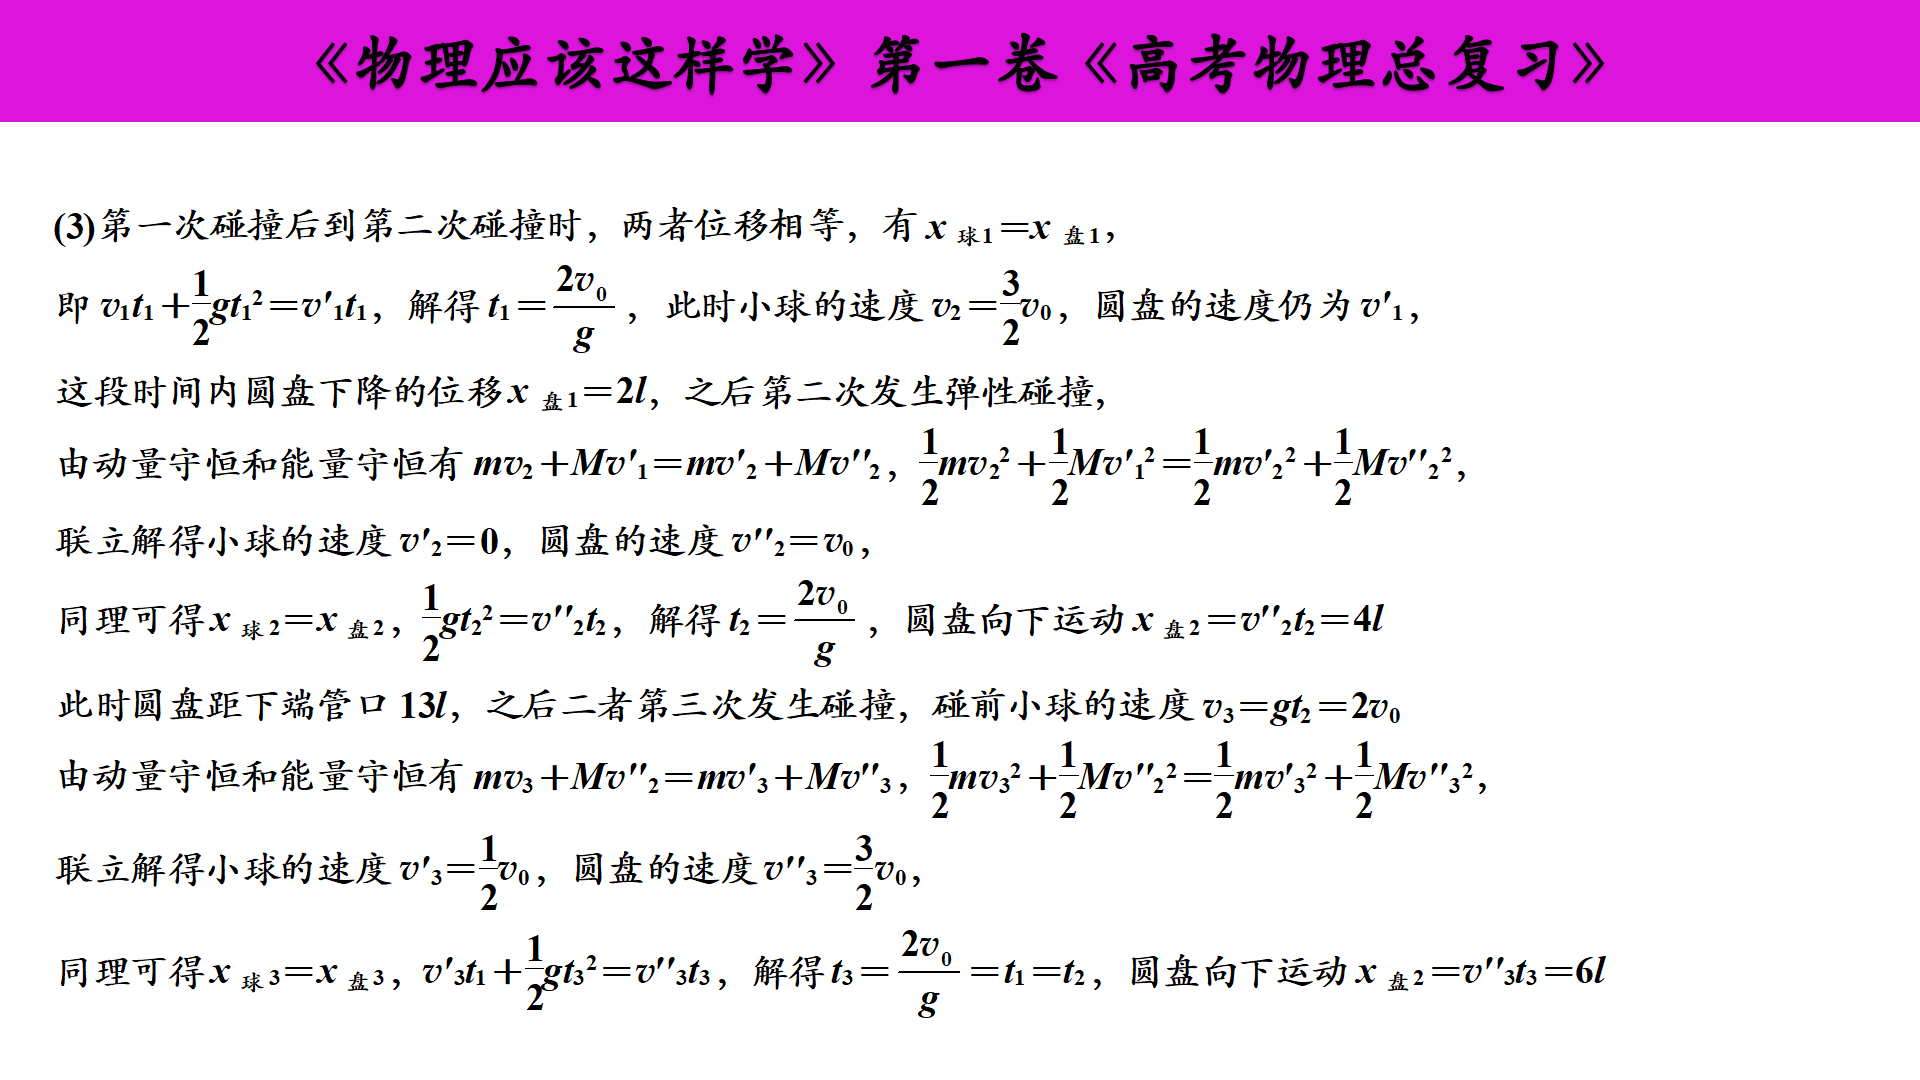 《物理应该这样学》第一卷《高考物理总复习》
(3)第一次碰撞后到第二次碰撞时，两者位移相等，有 x球1＝x盘1，
即 v₁t₁＋1/2gt₁²＝v′₁t₁，解得 t₁＝2v₀/g，此时小球的速度 v₂＝3/2v₀，圆盘的速度仍为 v′₁，
这段时间内圆盘下降的位移 x盘1＝2l，之后第二次发生弹性碰撞，
由动量守恒和能量守恒有 mv₂＋Mv′₁＝mv′₂＋Mv′′₂，1/2mv₂²＋1/2Mv′₁²＝1/2mv′₂²＋1/2Mv′′₂²，
联立解得小球的速度 v′₂＝0，圆盘的速度 v′′₂＝v₀，
同理可得 x球2＝x盘2，1/2gt₂²＝v′′₂t₂，解得 t₂＝2v₀/g，圆盘向下运动 x盘2＝v′′₂t₂＝4l
此时圆盘距下端管口 13l，之后二者第三次发生碰撞，碰前小球的速度 v₃＝gt₂＝2v₀
由动量守恒和能量守恒有 mv₃＋Mv′′₂＝mv′₃＋Mv′′₃，1/2mv₃²＋1/2Mv′′₂²＝1/2mv′₃²＋1/2Mv′′₃²，
联立解得小球的速度 v′₃＝1/2v₀，圆盘的速度 v′′₃＝3/2v₀，
同理可得 x球3＝x盘3，v′₃t₁＋1/2gt₃²＝v′′₃t₃，解得 t₃＝2v₀/g＝t₁＝t₂，圆盘向下运动 x盘2＝v′′₃t₃＝6l